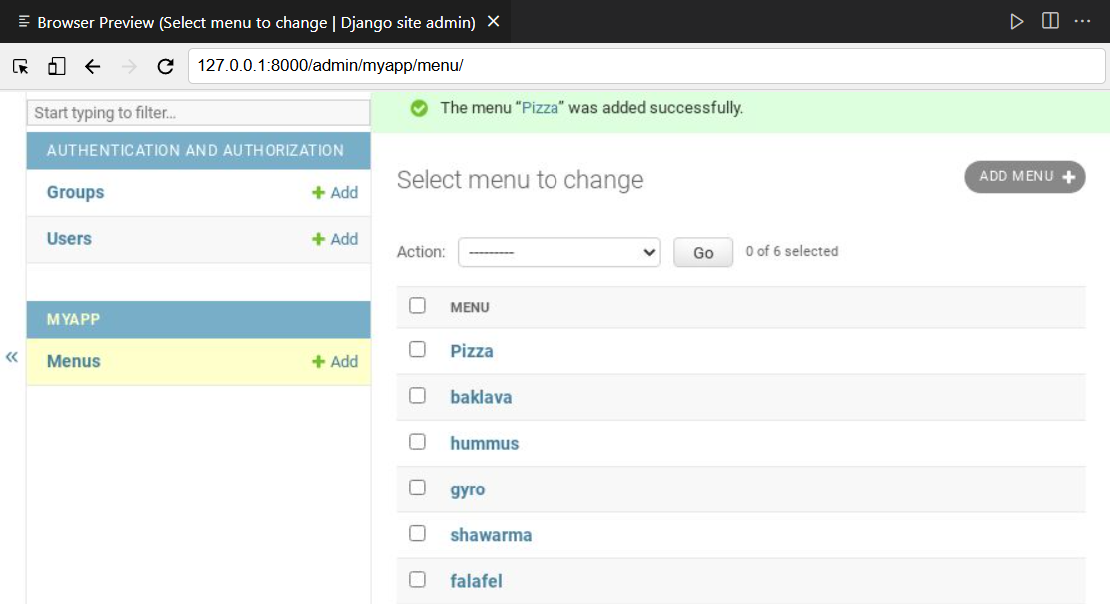 Browser Preview (Select menu to change | Django site admin)
127.0.0.1:8000/admin/myapp/menu/
Start typing to filter...
AUTHENTICATION AND AUTHORIZATION
Groups Add
Users Add
MYAPP
Menus Add
The menu “Pizza” was added successfully.
Select menu to change
ADD MENU
Action: --------- Go 0 of 6 selected
MENU
Pizza
baklava
hummus
gyro
shawarma
falafel